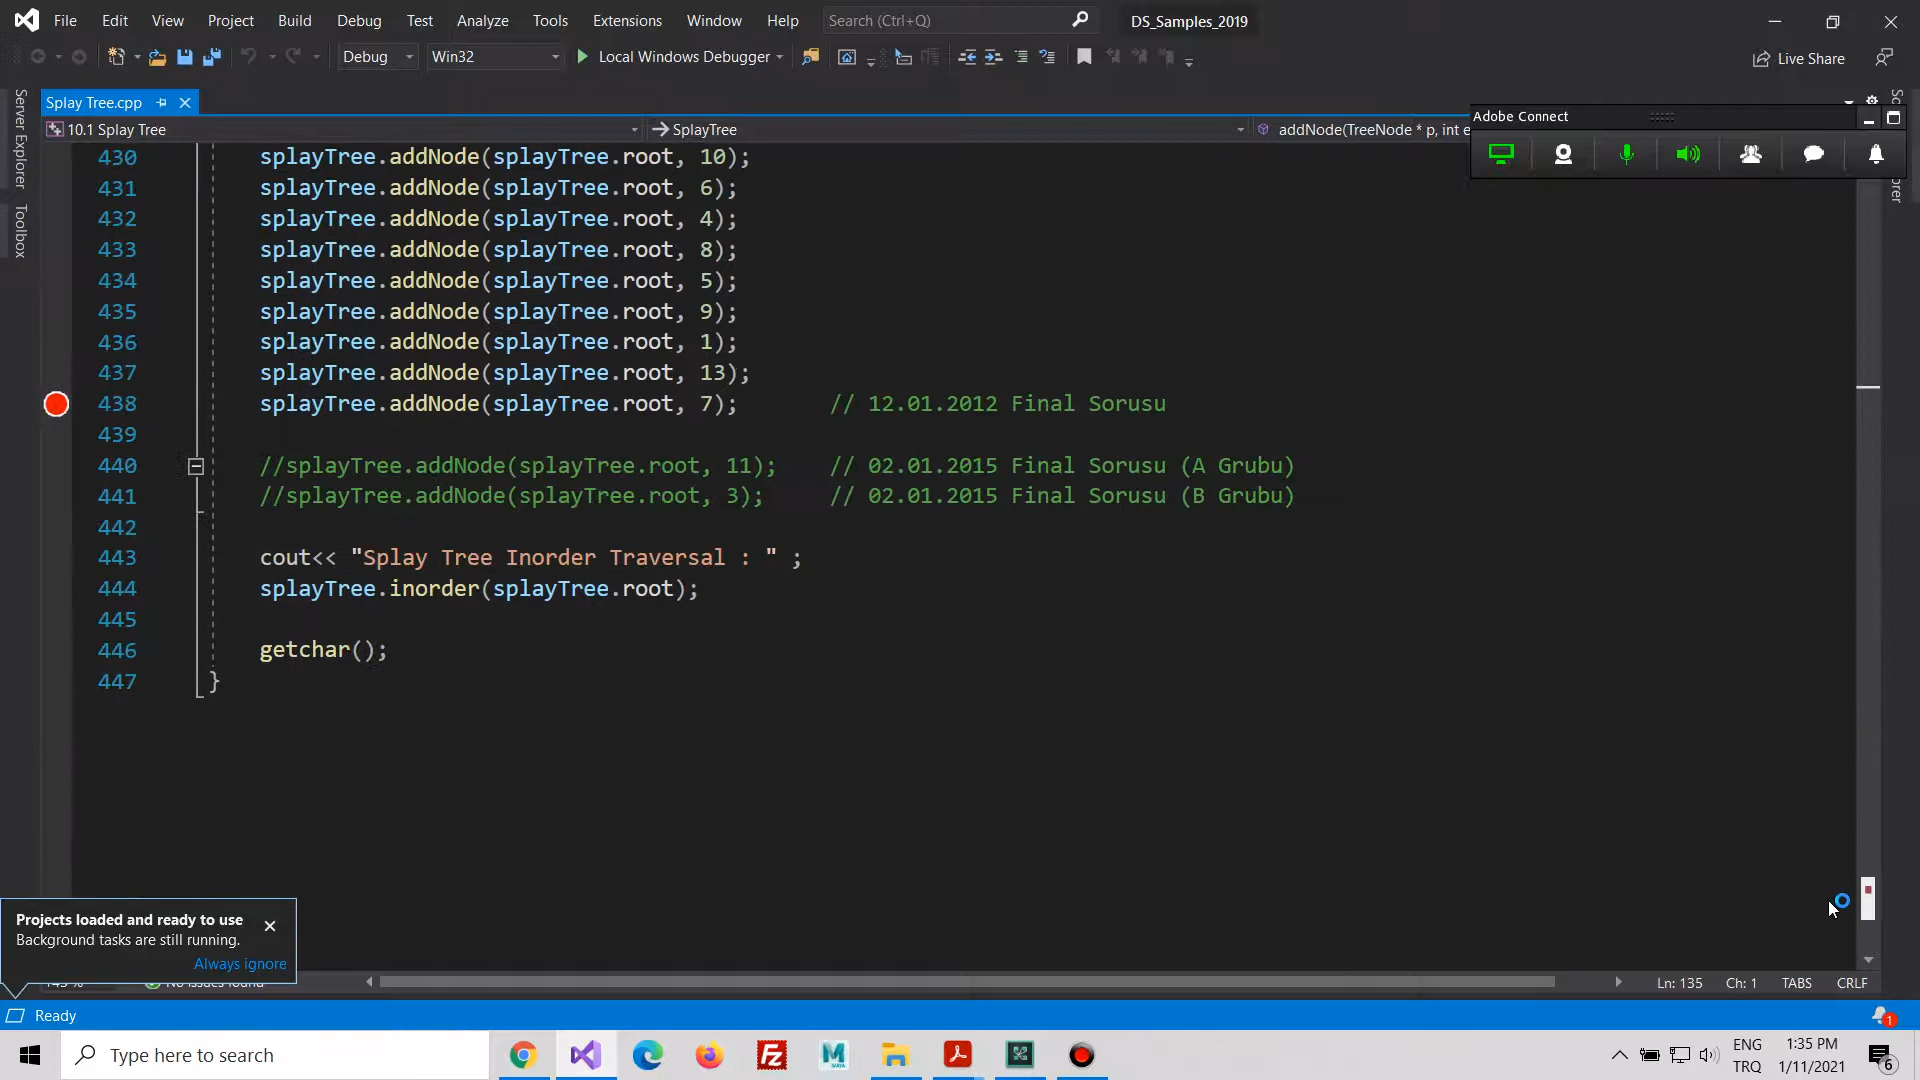 File Edit View Project Build Debug Test Analyze Tools Extensions Window Help Search (Ctrl+Q) DS_Samples_2019
Debug Win32 Local Windows Debugger Live Share
Server Explorer
Toolbox
Splay Tree.cpp
10.1 Splay Tree SplayTree addNode(TreeNode * p, int e
Adobe Connect
430 splayTree.addNode(splayTree.root, 10);
431 splayTree.addNode(splayTree.root, 6);
432 splayTree.addNode(splayTree.root, 4);
433 splayTree.addNode(splayTree.root, 8);
434 splayTree.addNode(splayTree.root, 5);
435 splayTree.addNode(splayTree.root, 9);
436 splayTree.addNode(splayTree.root, 1);
437 splayTree.addNode(splayTree.root, 13);
438 splayTree.addNode(splayTree.root, 7); // 12.01.2012 Final Sorusu
439
440 //splayTree.addNode(splayTree.root, 11); // 02.01.2015 Final Sorusu (A Grubu)
441 //splayTree.addNode(splayTree.root, 3); // 02.01.2015 Final Sorusu (B Grubu)
442
443 cout<< "Splay Tree Inorder Traversal : " ;
444 splayTree.inorder(splayTree.root);
445
446 getchar();
447 }
Projects loaded and ready to use
Background tasks are still running.
Always ignore
Ln: 135 Ch: 1 TABS CRLF
Ready 1
Type here to search
ENG 1:35 PM
TRQ 1/11/2021 6